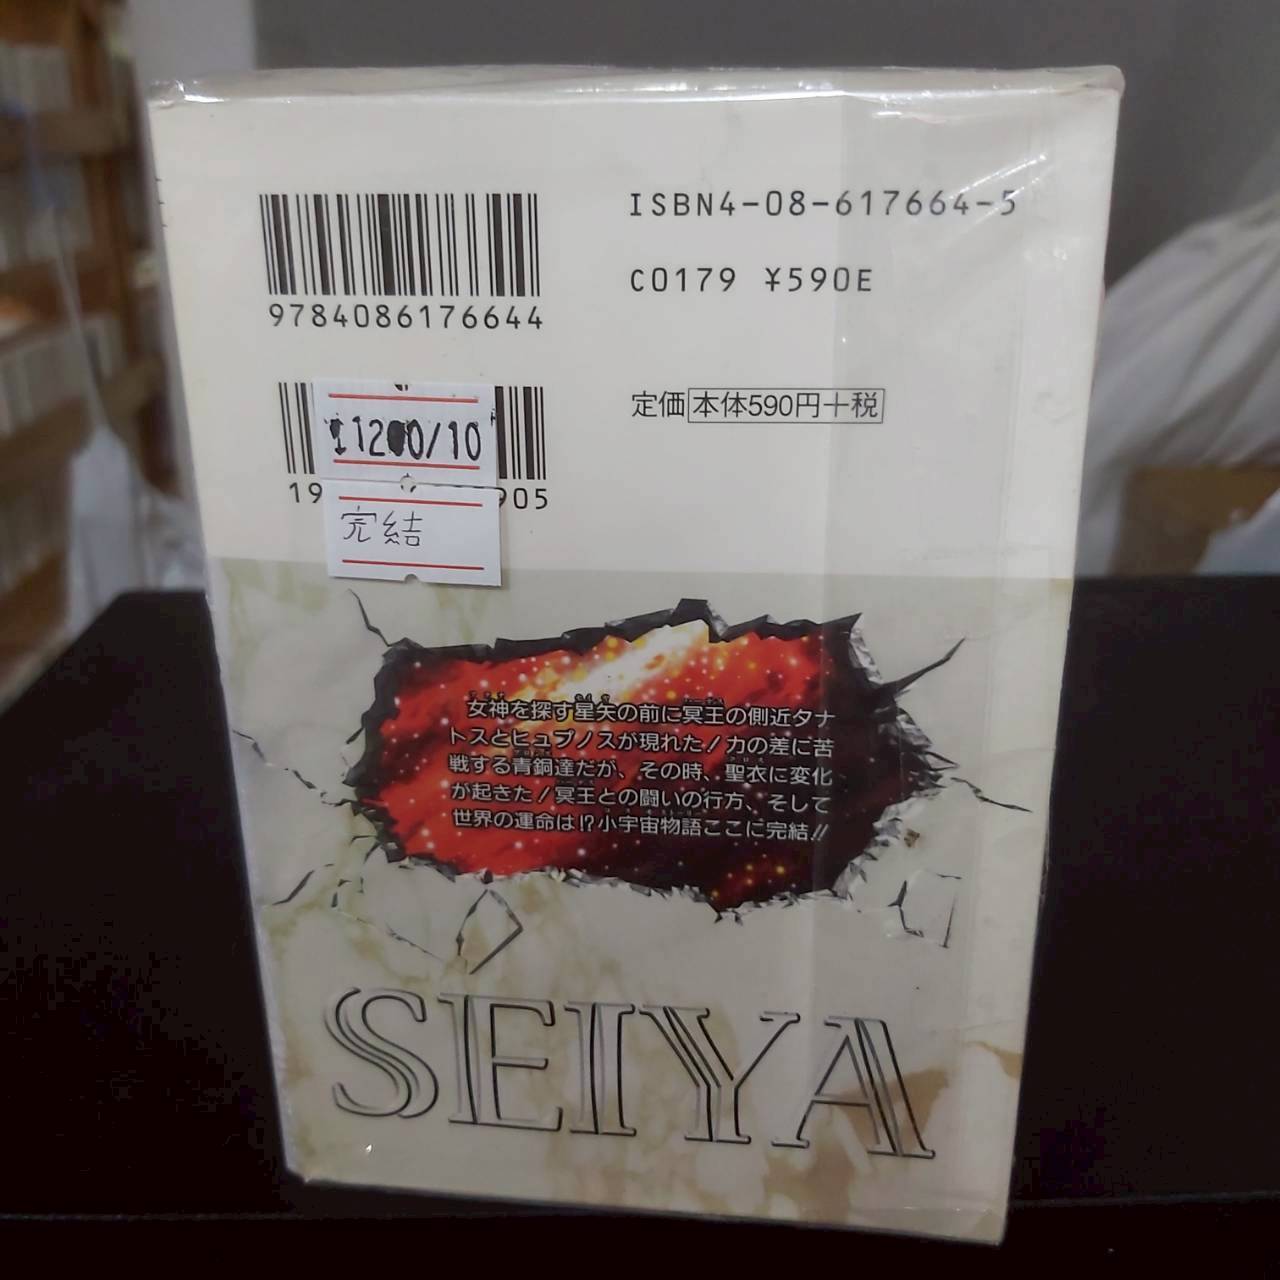 ISBN4-08-617664-5
9784086176644
C0179 ¥590E
定価本体590円+税
11200/10
19 905
完結
女神を探す星矢の前に冥王の側近タナ
トスとヒュプノスが現れた!力の差に苦
戦する青銅達だが、その時、聖衣に変化
が起きた!冥王との闘いの行方、そして
世界の運命は!?小宇宙物語ここに完結!!
SEIYA